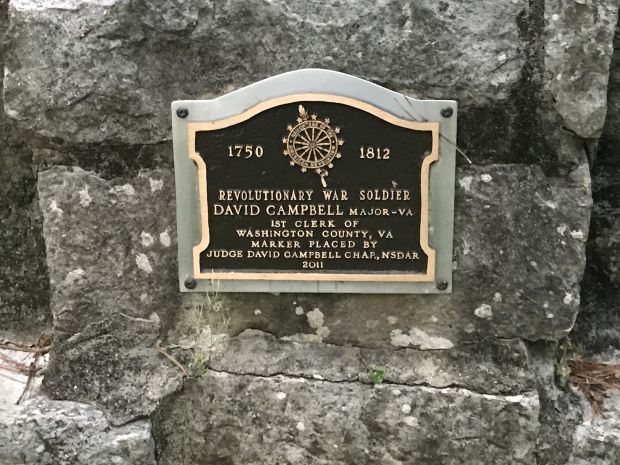 1750 1812
REVOLUTIONARY WAR SOLDIER
DAVID CAMPBELL MAJOR-VA
1ST CLERK OF
WASHINGTON COUNTY, VA
MARKER PLACED BY
JUDGE DAVID CAMPBELL CHAP., NSDAR
2011